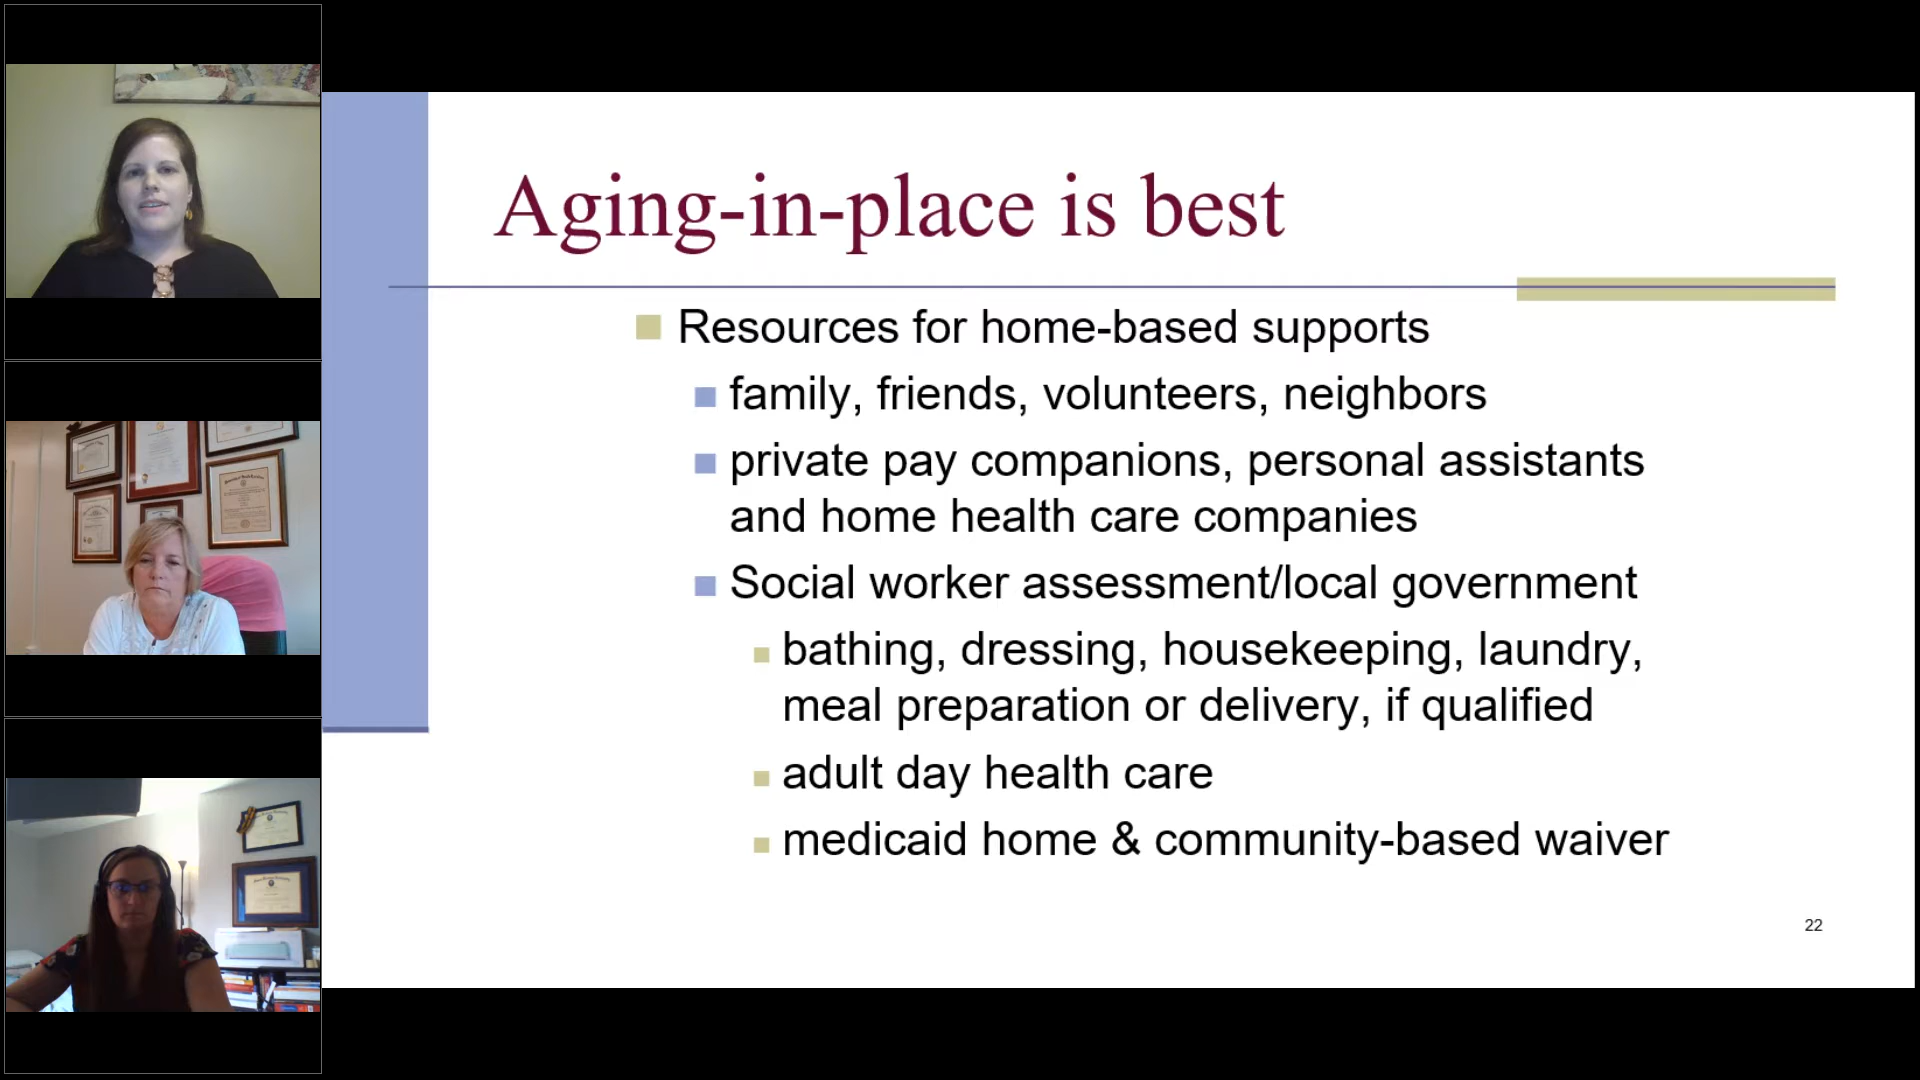 Aging-in-place is best
Resources for home-based supports
family, friends, volunteers, neighbors
private pay companions, personal assistants
and home health care companies
Social worker assessment/local government
bathing, dressing, housekeeping, laundry,
meal preparation or delivery, if qualified
adult day health care
medicaid home & community-based waiver
22